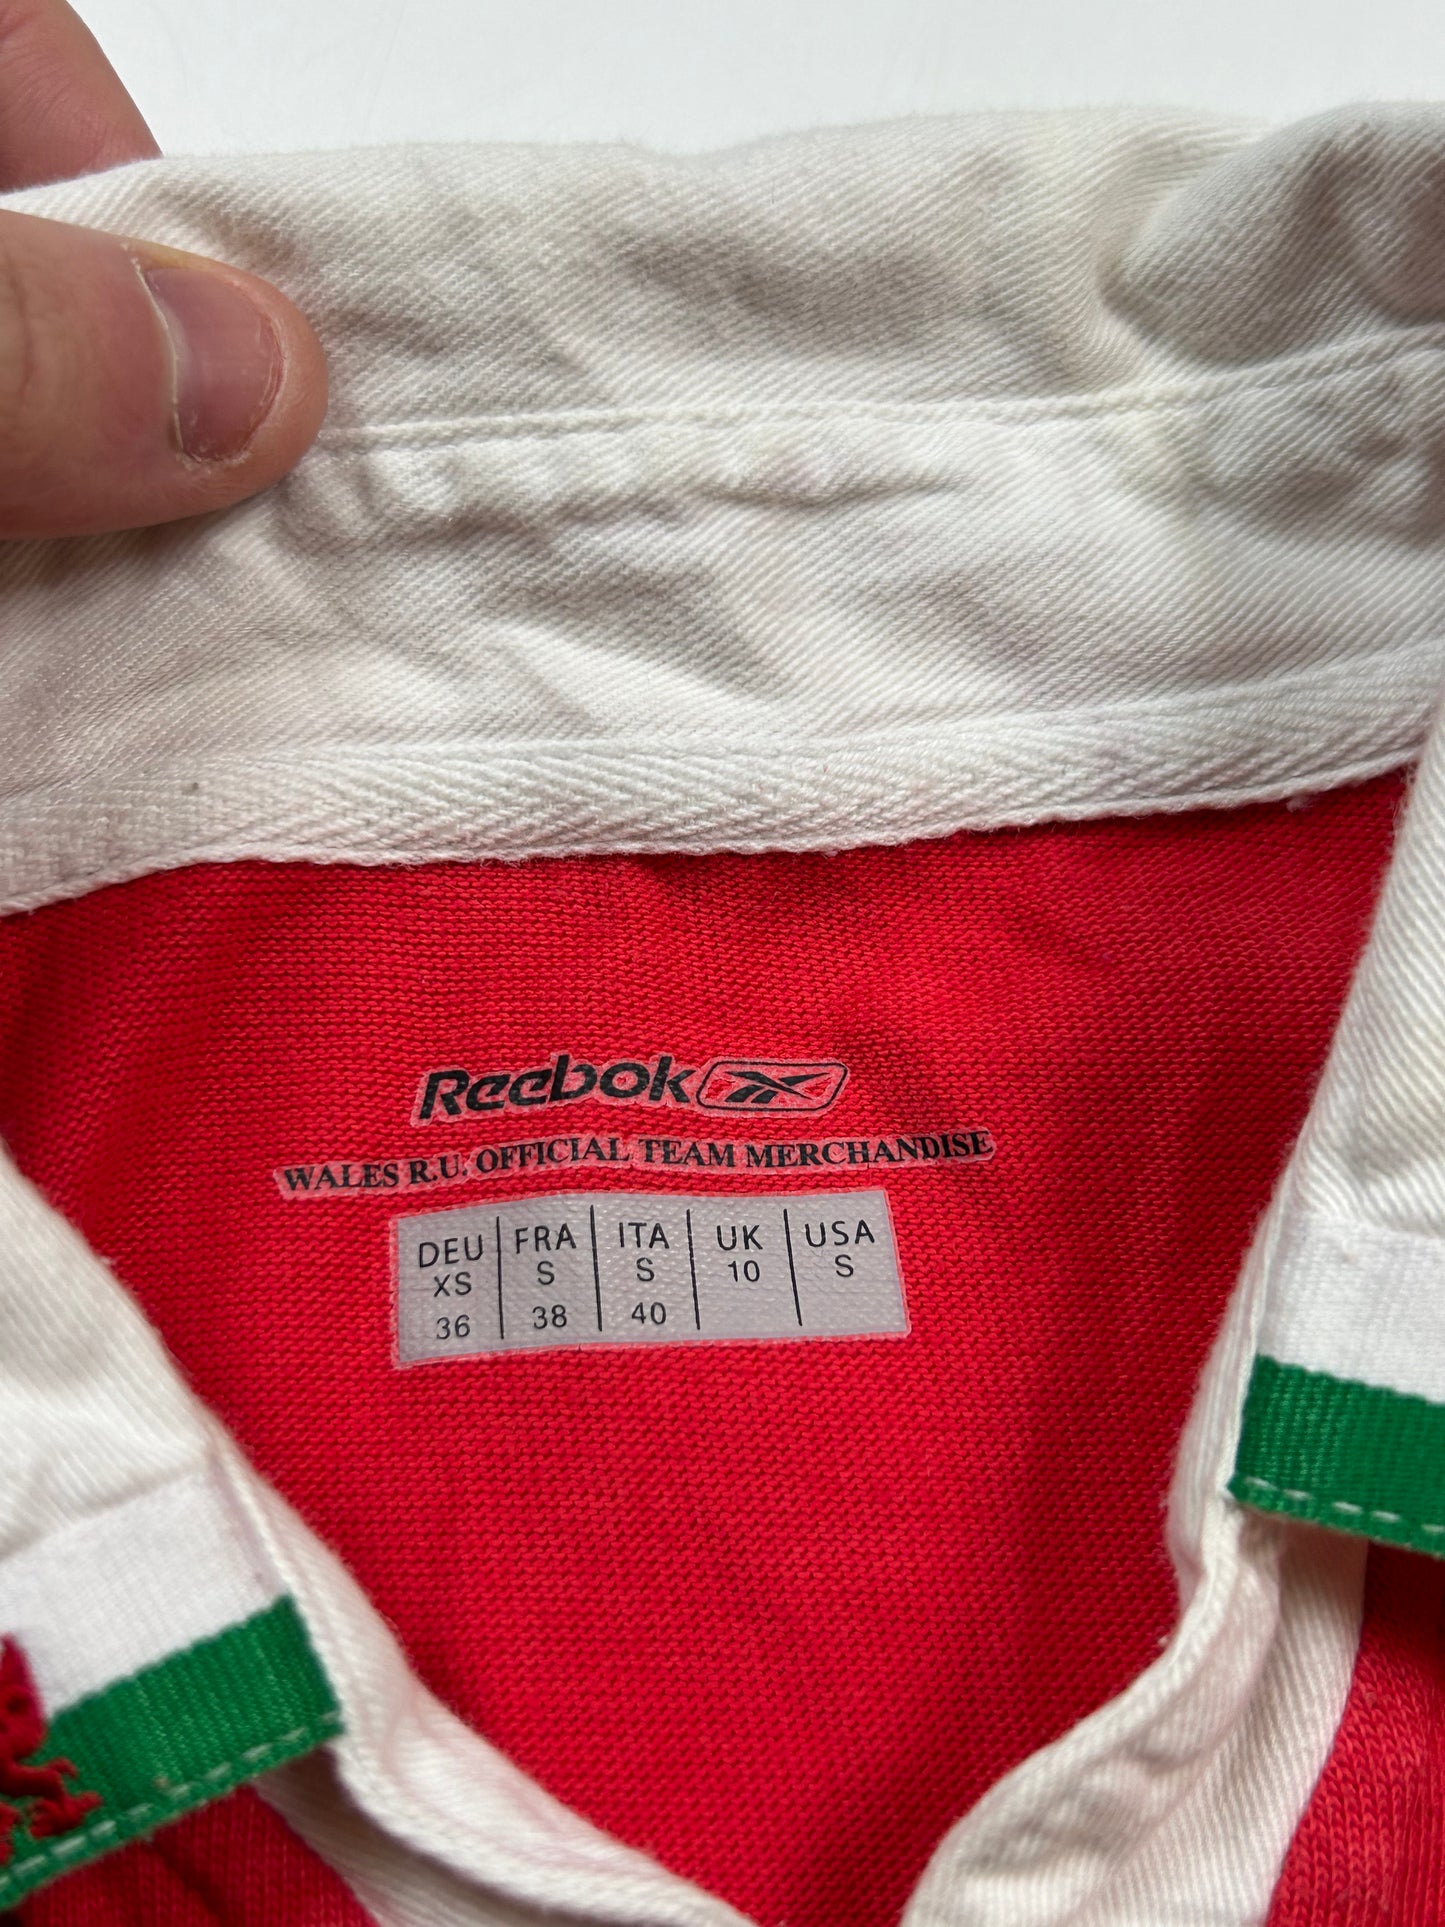 Reebok
WALES R.U. OFFICIAL TEAM MERCHANDISE
DEU FRA ITA UK USA
XS S S 10 S
36 38 40